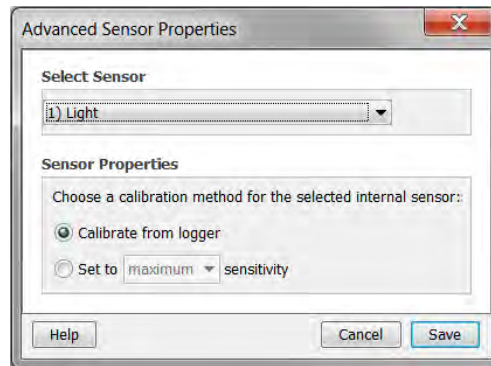 Advanced Sensor Properties
Select Sensor
1) Light
Sensor Properties
Choose a calibration method for the selected internal sensor:
Calibrate from logger
Set to maximum sensitivity
Help Cancel Save